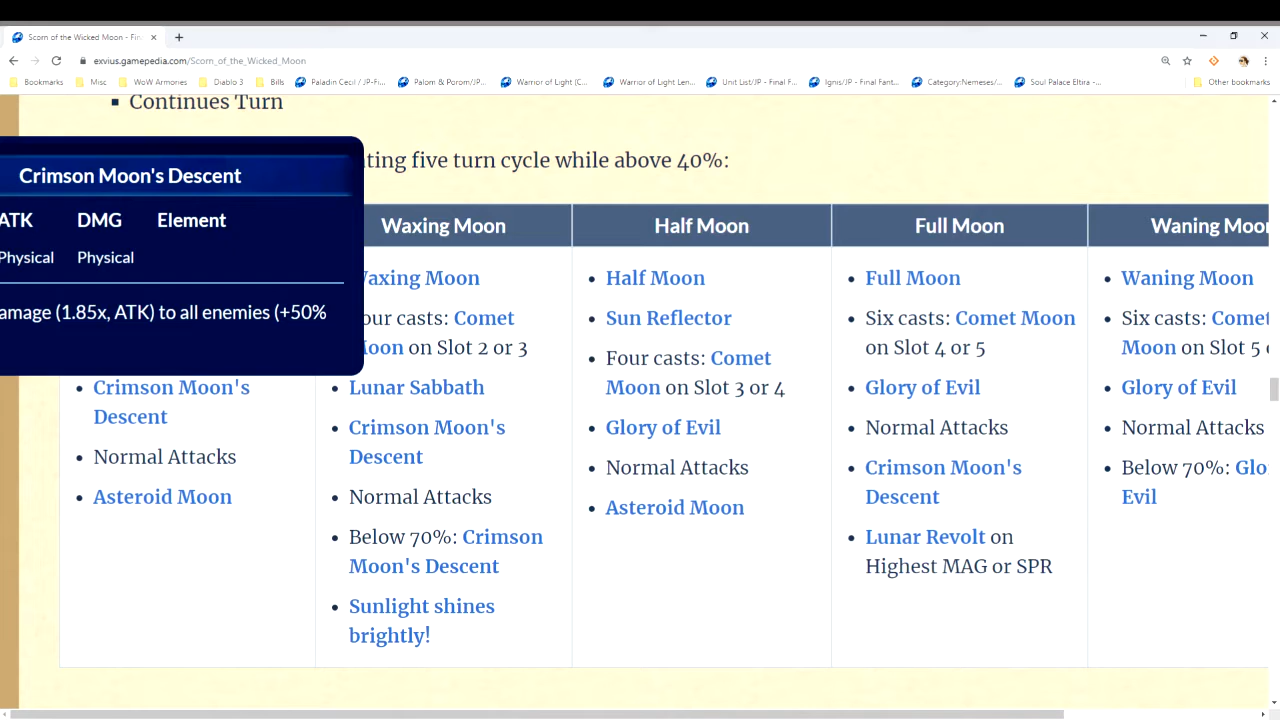 Scorn of the Wicked Moon - Fin
exvius.gamepedia.com/Scorn_of_the_Wicked_Moon
Bookmarks Misc WoW Armories Diablo 3 Bills Paladin Cecil / JP-Fi... Palom & Porom/JP... Warrior of Light (C... Warrior of Light Len... Unit List/JP - Final F... Ignis/JP - Final Fant... Category:Nemeses/... Soul Palace Eltira -... Other bookmarks
Continues Turn
ating five turn cycle while above 40%:
Crimson Moon's Descent
ATK DMG Element
Physical Physical
amage (1.85x, ATK) to all enemies (+50%
Crimson Moon's
Descent
Normal Attacks
Asteroid Moon
Waxing Moon
Waxing Moon
our casts: Comet
Moon on Slot 2 or 3
Lunar Sabbath
Crimson Moon's
Descent
Normal Attacks
Below 70%: Crimson
Moon's Descent
Sunlight shines
brightly!
Half Moon
Half Moon
Sun Reflector
Four casts: Comet
Moon on Slot 3 or 4
Glory of Evil
Normal Attacks
Asteroid Moon
Full Moon
Full Moon
Six casts: Comet Moon
on Slot 4 or 5
Glory of Evil
Normal Attacks
Crimson Moon's
Descent
Lunar Revolt on
Highest MAG or SPR
Waning Moon
Waning Moon
Six casts: Comet
Moon on Slot 5
Glory of Evil
Normal Attacks
Below 70%: Glo
Evil